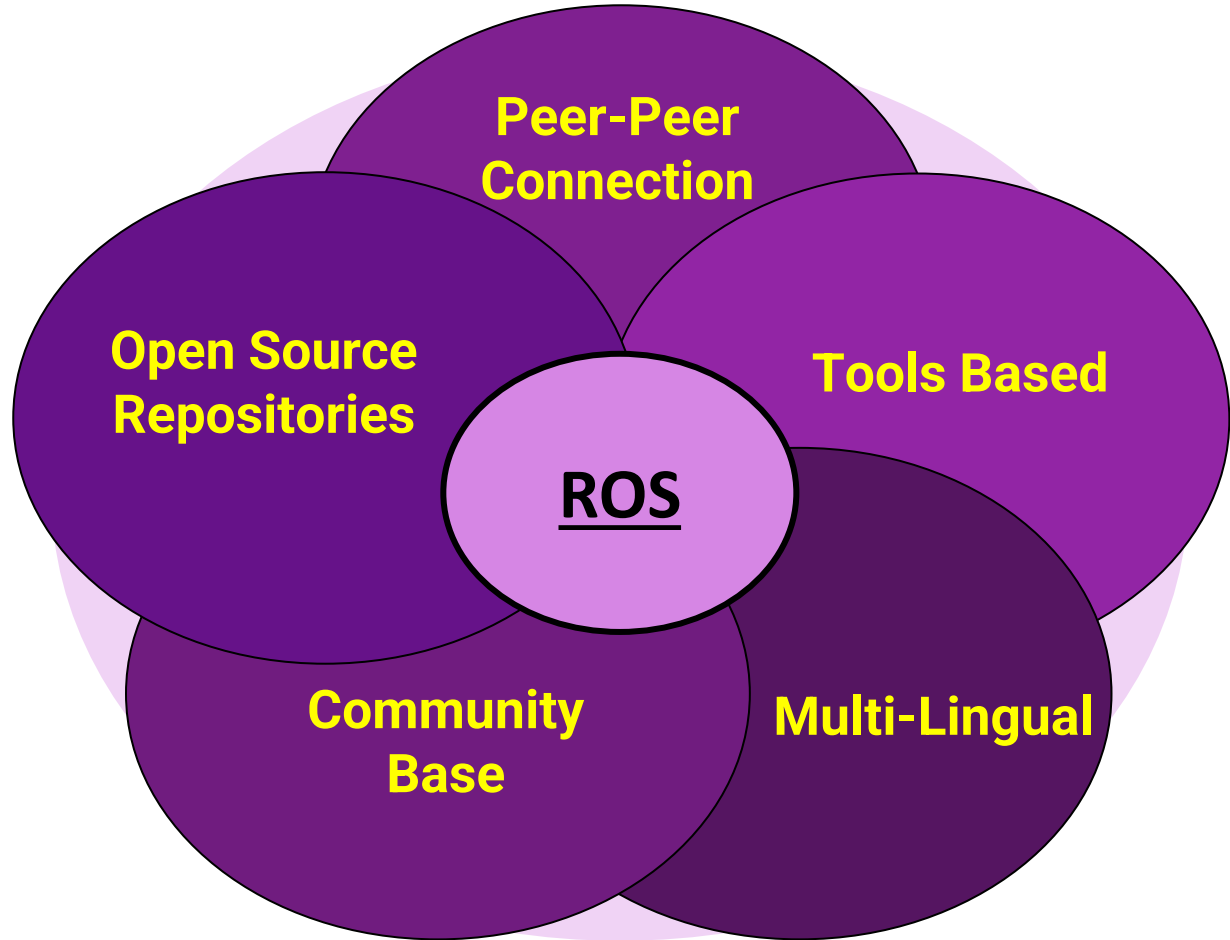 Peer-Peer
Connection
Open Source
Repositories
Tools Based
ROS
Community
Base
Multi-Lingual